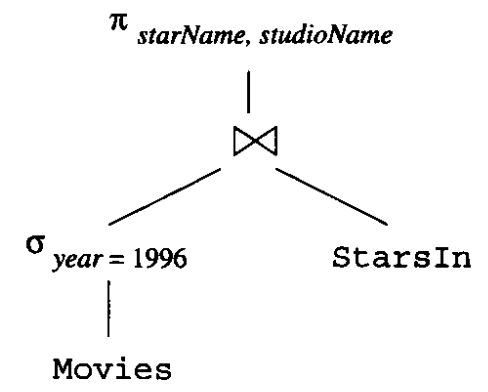 π starName, studioName
⋈
σ year = 1996 StarsIn
Movies